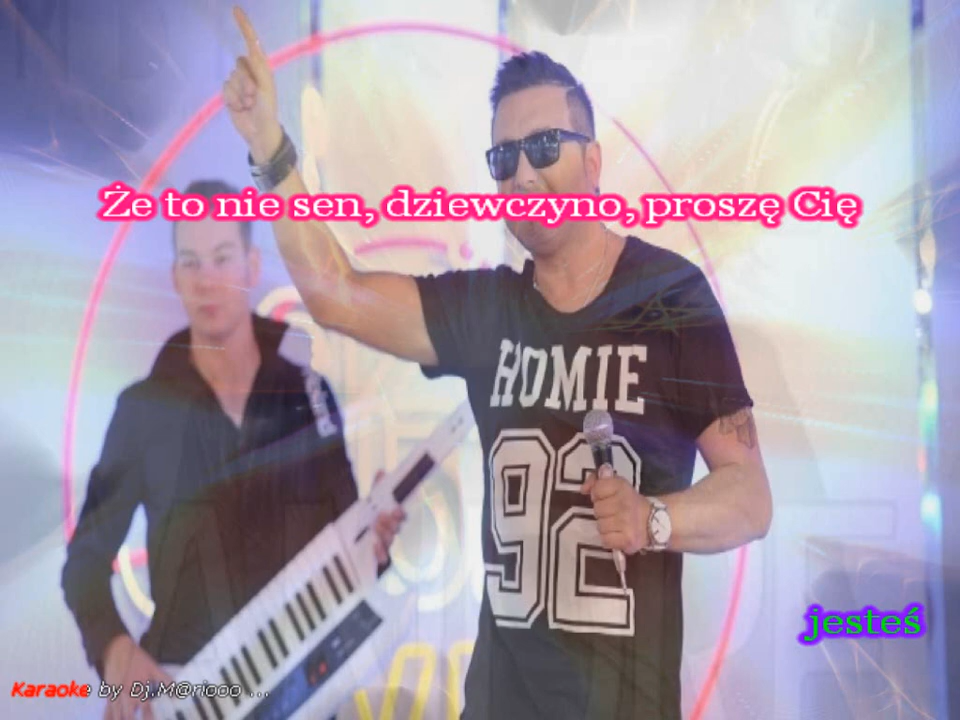 Że to nie sen, dziewczyno, proszę Cię
HOMIE
92
jesteś
Karaoke by Dj.M@riooo ...